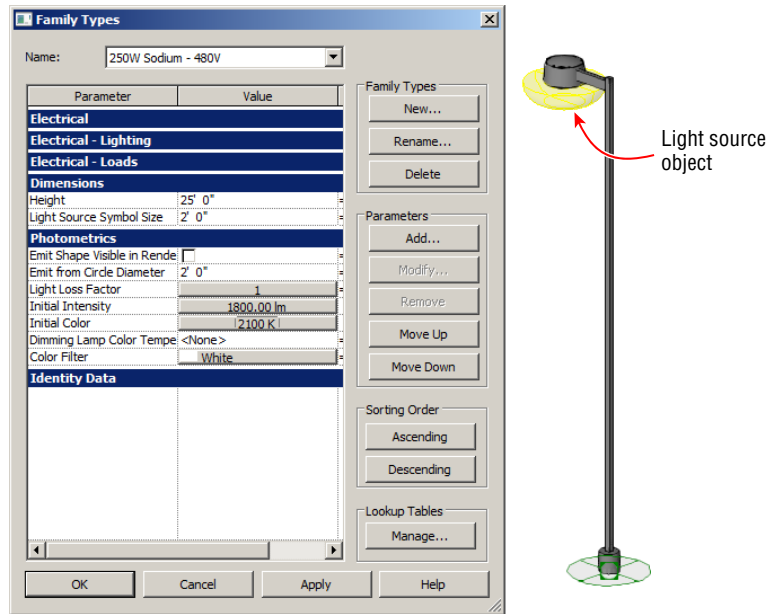 Family Types
Name: 250W Sodium - 480V
Parameter Value
Electrical
Electrical - Lighting
Electrical - Loads
Dimensions
Height 25' 0" =
Light Source Symbol Size 2' 0" =
Photometrics
Emit Shape Visible in Rende =
Emit from Circle Diameter 2' 0" =
Light Loss Factor 1 =
Initial Intensity 1800.00 lm =
Initial Color 2100 K =
Dimming Lamp Color Tempe <None> =
Color Filter White =
Identity Data
Family Types
New...
Rename...
Delete
Parameters
Add...
Modify...
Remove
Move Up
Move Down
Sorting Order
Ascending
Descending
Lookup Tables
Manage...
OK Cancel Apply Help
Light source
object